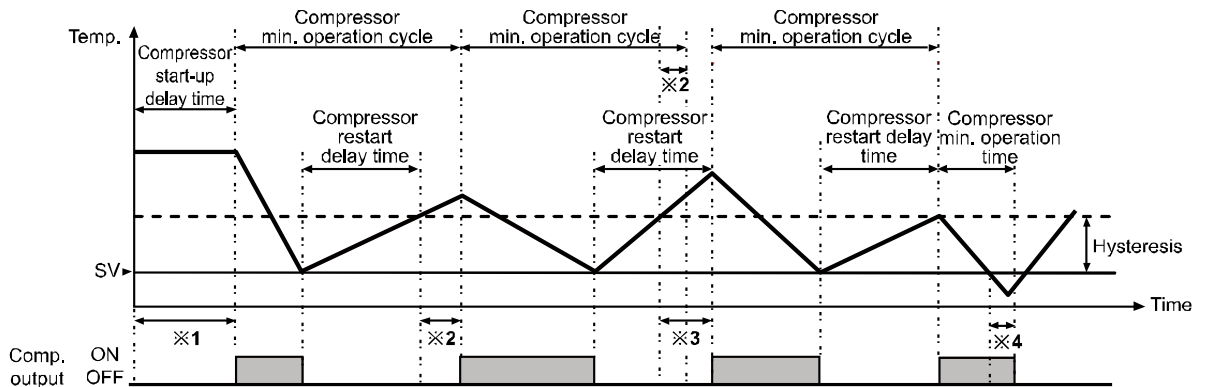 Temp.
Compressor
min. operation cycle
Compressor
min. operation cycle
Compressor
min. operation cycle
Compressor
start-up
delay time
※2
Compressor
restart
delay time
Compressor
restart
delay time
Compressor
restart delay time
Compressor
min. operation
time
Hysteresis
SV
Time
※1
※2
※3
※4
Comp.
output
ON
OFF